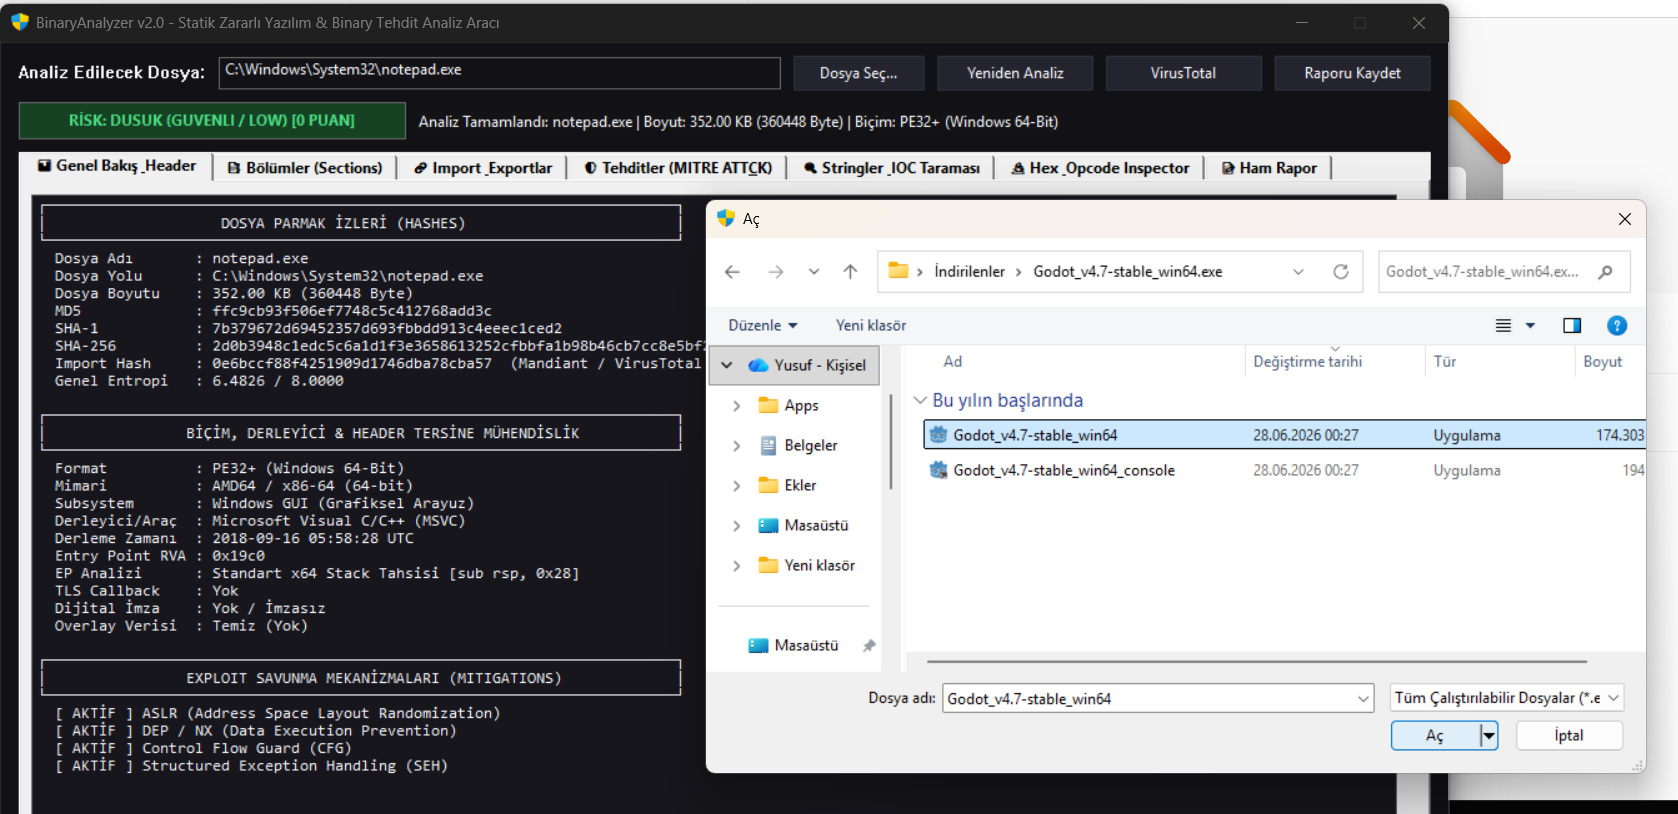 BinaryAnalyzer v2.0 - Statik Zararlı Yazılım & Binary Tehdit Analiz Aracı
Analiz Edilecek Dosya: C:\Windows\System32\notepad.exe Dosya Seç... Yeniden Analiz VirusTotal Raporu Kaydet
RİSK: DUSUK (GUVENLI / LOW) [0 PUAN] Analiz Tamamlandı: notepad.exe | Boyut: 352.00 KB (360448 Byte) | Biçim: PE32+ (Windows 64-Bit)
Genel Bakış _Header Bölümler (Sections) Import _Exportlar Tehditler (MITRE ATT_CK) Stringler _IOC Taraması Hex _Opcode Inspector Ham Rapor
DOSYA PARMAK İZLERİ (HASHES)
Dosya Adı : notepad.exe
Dosya Yolu : C:\Windows\System32\notepad.exe
Dosya Boyutu : 352.00 KB (360448 Byte)
MD5 : ffc9cb93f506ef7748c5c412768add3c
SHA-1 : 7b379672d69452357d693fbbdd913c4eeec1ced2
SHA-256 : 2d0b3948c1edc5c6a1d1f3e3658613252cfbbfa1b98b46cb7cc8e5bf2
Import Hash : 0e6bccf88f4251909d1746dba78cba57 (Mandiant / VirusTotal
Genel Entropi : 6.4826 / 8.0000
BİÇİM, DERLEYİCİ & HEADER TERSİNE MÜHENDİSLİK
Format : PE32+ (Windows 64-Bit)
Mimari : AMD64 / x86-64 (64-bit)
Subsystem : Windows GUI (Grafiksel Arayuz)
Derleyici/Araç : Microsoft Visual C/C++ (MSVC)
Derleme Zamanı : 2018-09-16 05:58:28 UTC
Entry Point RVA : 0x19c0
EP Analizi : Standart x64 Stack Tahsisi [sub rsp, 0x28]
TLS Callback : Yok
Dijital İmza : Yok / İmzasız
Overlay Verisi : Temiz (Yok)
EXPLOIT SAVUNMA MEKANİZMALARI (MITIGATIONS)
[ AKTİF ] ASLR (Address Space Layout Randomization)
[ AKTİF ] DEP / NX (Data Execution Prevention)
[ AKTİF ] Control Flow Guard (CFG)
[ AKTİF ] Structured Exception Handling (SEH)
Aç
İndirilenler Godot_v4.7-stable_win64.exe Godot_v4.7-stable_win64.ex...
Düzenle Yeni klasör
Yusuf - Kişisel
Apps
Belgeler
Ekler
Masaüstü
Yeni klasör
Masaüstü
Ad Değiştirme tarihi Tür Boyut
Bu yılın başlarında
Godot_v4.7-stable_win64 28.06.2026 00:27 Uygulama 174.303
Godot_v4.7-stable_win64_console 28.06.2026 00:27 Uygulama 194
Dosya adı: Godot_v4.7-stable_win64 Tüm Çalıştırılabilir Dosyalar (*.e
Aç İptal